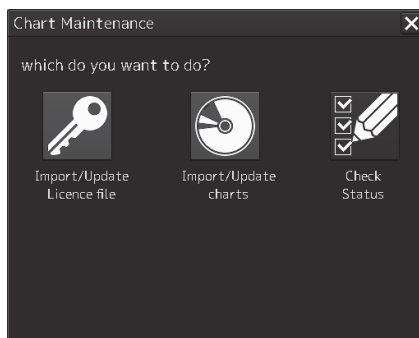 Chart Maintenance
which do you want to do?
Import/Update
Licence file
Import/Update
charts
Check
Status